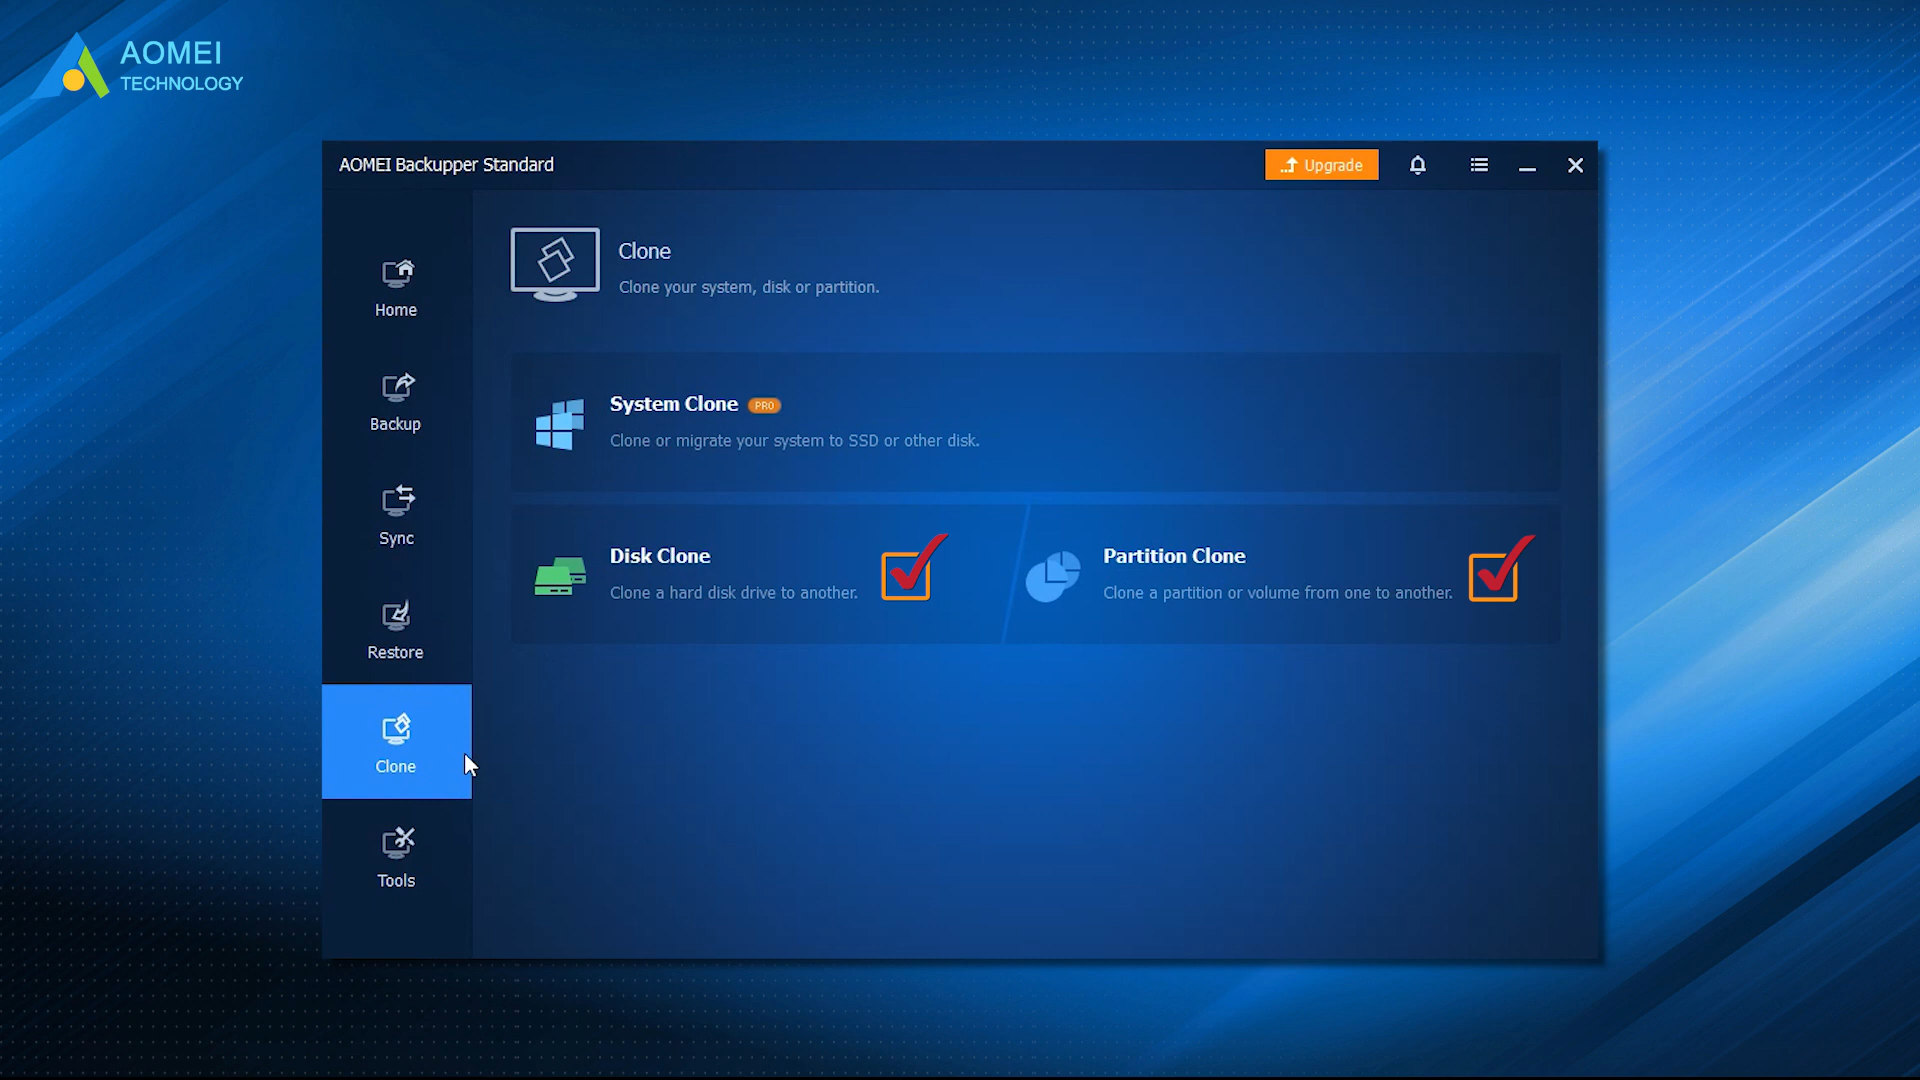 AOMEI
TECHNOLOGY
AOMEI Backupper Standard
Upgrade
Home
Backup
Sync
Restore
Clone
Tools
Clone
Clone your system, disk or partition.
System Clone PRO
Clone or migrate your system to SSD or other disk.
Disk Clone
Clone a hard disk drive to another.
Partition Clone
Clone a partition or volume from one to another.